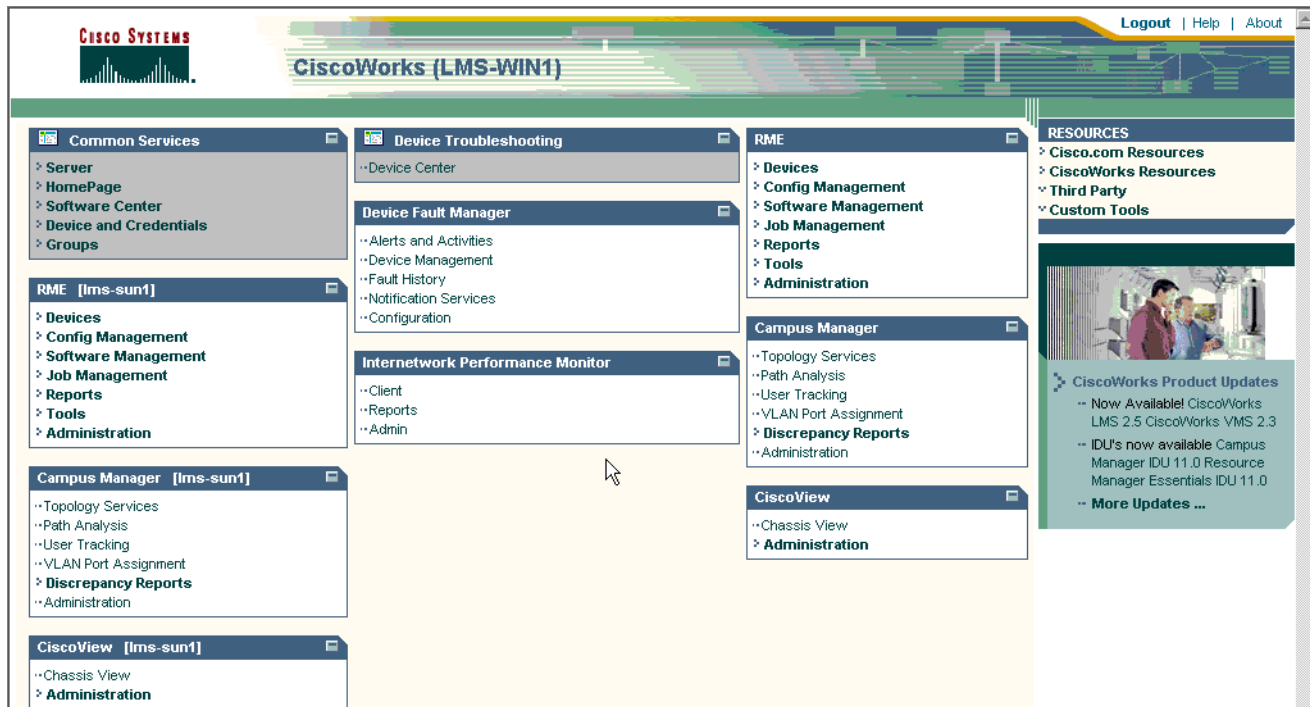 Logout | Help | About
CISCO SYSTEMS
CiscoWorks (LMS-WIN1)
Common Services
Server
HomePage
Software Center
Device and Credentials
Groups
RME [lms-sun1]
Devices
Config Management
Software Management
Job Management
Reports
Tools
Administration
Campus Manager [lms-sun1]
Topology Services
Path Analysis
User Tracking
VLAN Port Assignment
Discrepancy Reports
Administration
CiscoView [lms-sun1]
Chassis View
Administration
Device Troubleshooting
Device Center
Device Fault Manager
Alerts and Activities
Device Management
Fault History
Notification Services
Configuration
Internetwork Performance Monitor
Client
Reports
Admin
RME
Devices
Config Management
Software Management
Job Management
Reports
Tools
Administration
Campus Manager
Topology Services
Path Analysis
User Tracking
VLAN Port Assignment
Discrepancy Reports
Administration
CiscoView
Chassis View
Administration
RESOURCES
Cisco.com Resources
CiscoWorks Resources
Third Party
Custom Tools
CiscoWorks Product Updates
Now Available! CiscoWorks
LMS 2.5 CiscoWorks VMS 2.3
IDU's now available Campus
Manager IDU 11.0 Resource
Manager Essentials IDU 11.0
More Updates ...